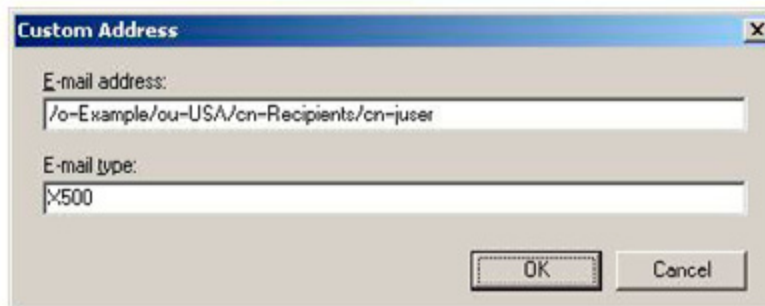 Custom Address
E-mail address:
/o=Example/ou=USA/cn=Recipients/cn=juser
E-mail type:
X500
OK
Cancel